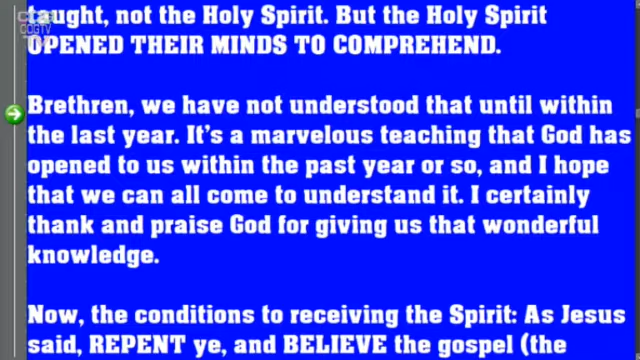 taught, not the Holy Spirit. But the Holy Spirit
OPENED THEIR MINDS TO COMPREHEND.
Brethren, we have not understood that until within
the last year. It's a marvelous teaching that God has
opened to us within the past year or so, and I hope
that we can all come to understand it. I certainly
thank and praise God for giving us that wonderful
knowledge.
Now, the conditions to receiving the Spirit: As Jesus
said, REPENT ye, and BELIEVE the gospel (the